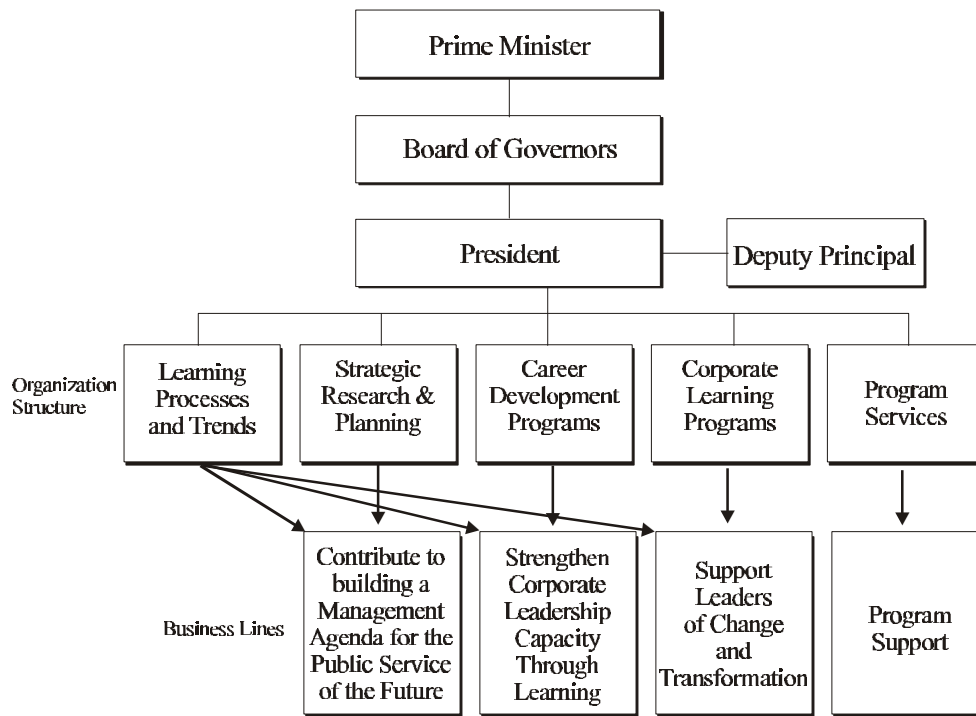 Prime Minister
Board of Governors
President
Deputy Principal
Organization
Structure
Learning
Processes
and Trends
Strategic
Research &
Planning
Career
Development
Programs
Corporate
Learning
Programs
Program
Services
Business Lines
Contribute to
building a
Management
Agenda for the
Public Service
of the Future
Strengthen
Corporate
Leadership
Capacity
Through
Learning
Support
Leaders
of Change
and
Transformation
Program
Support